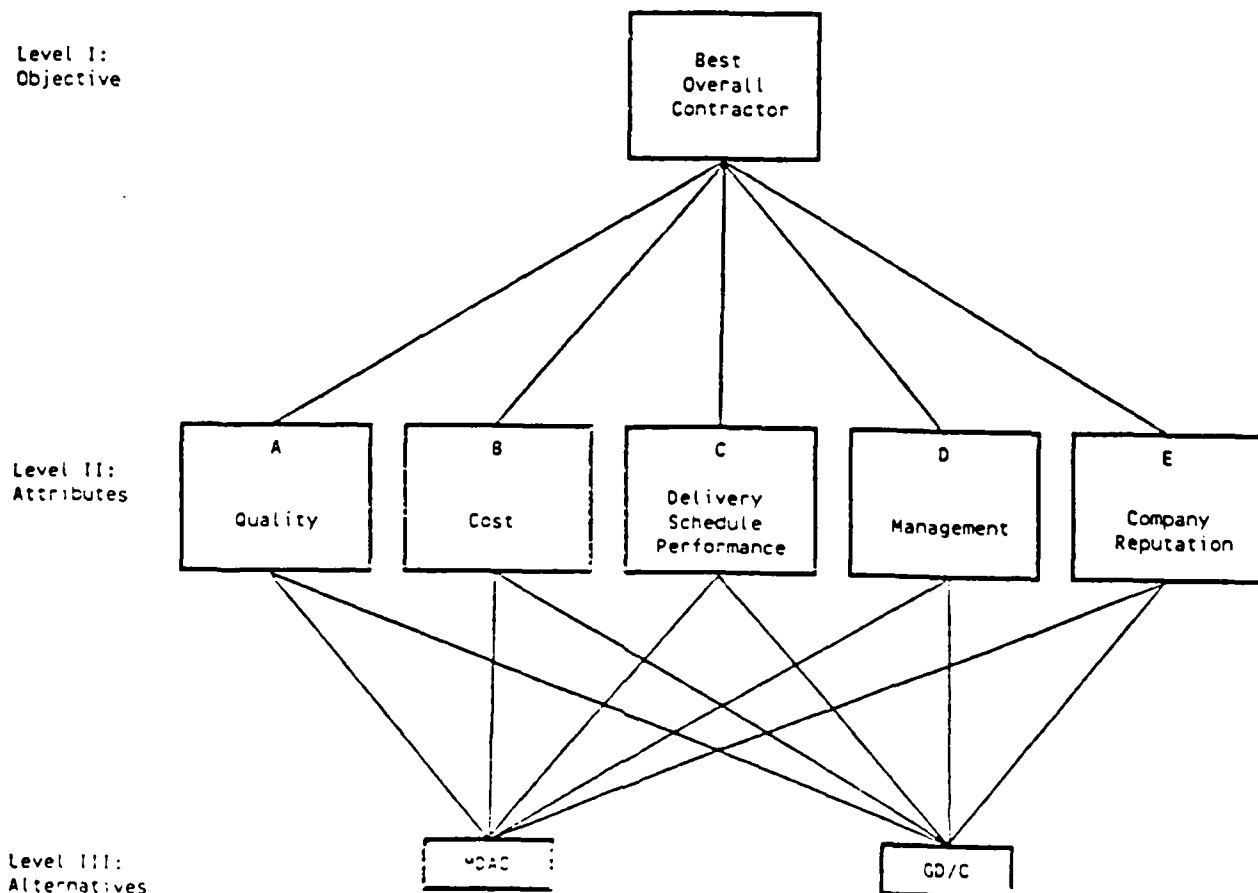 Level I:
Objective
Best
Overall
Contractor
Level II:
Attributes
A
Quality
B
Cost
C
Delivery
Schedule
Performance
D
Management
E
Company
Reputation
Level III:
Alternatives
MDAC
GD/C